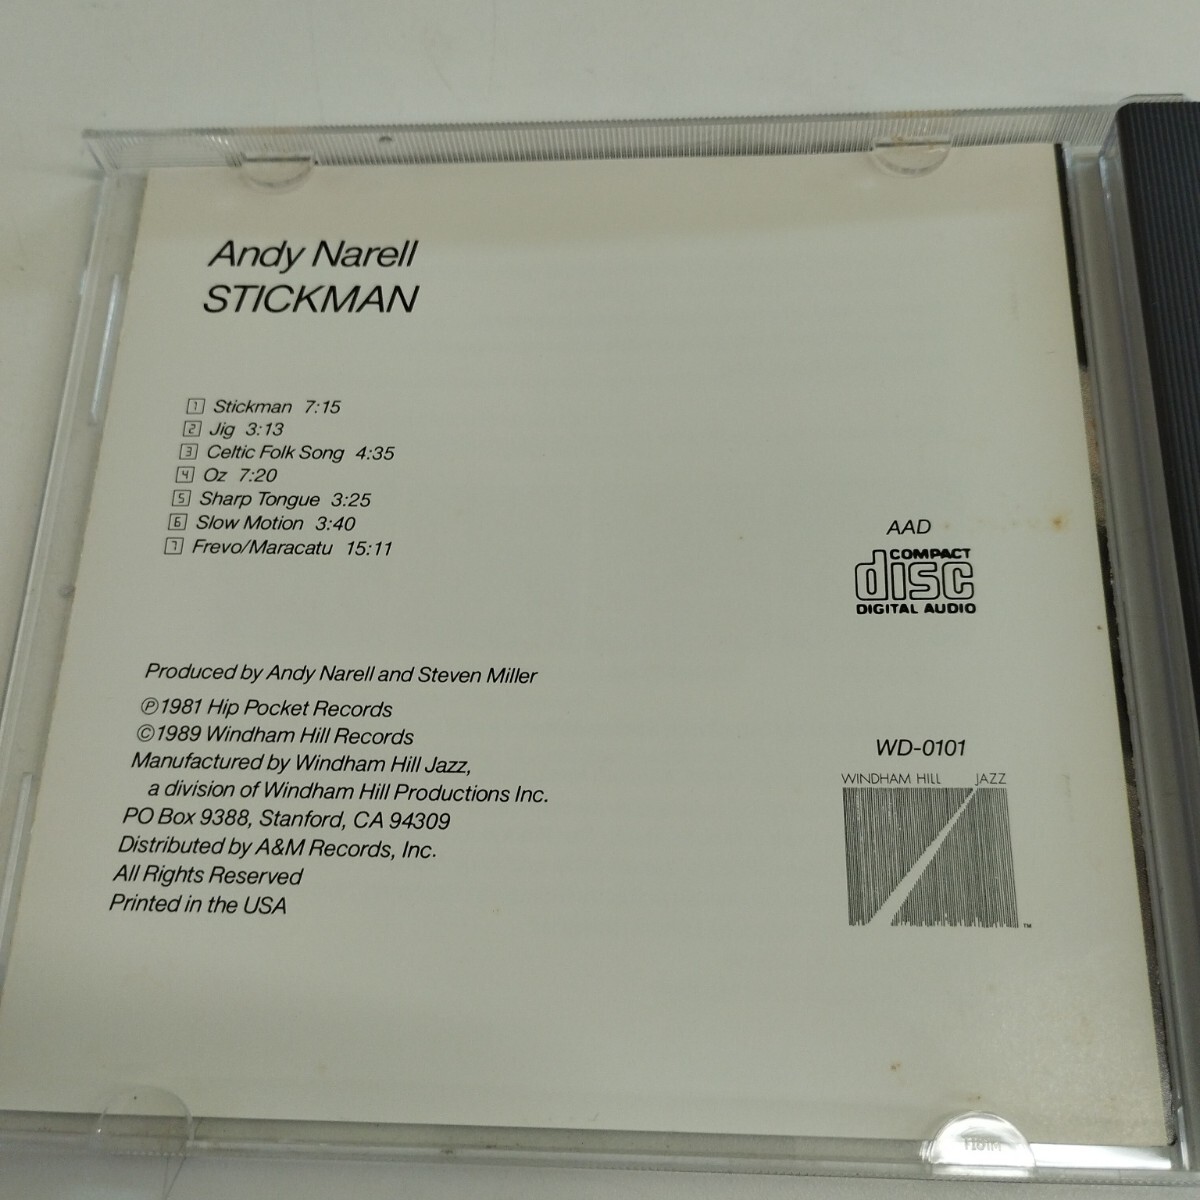 Andy Narell
STICKMAN
1 Stickman 7:15
2 Jig 3:13
3 Celtic Folk Song 4:35
4 Oz 7:20
5 Sharp Tongue 3:25
6 Slow Motion 3:40
7 Frevo/Maracatu 15:11
Produced by Andy Narell and Steven Miller
℗1981 Hip Pocket Records
©1989 Windham Hill Records
Manufactured by Windham Hill Jazz,
a division of Windham Hill Productions Inc.
PO Box 9388, Stanford, CA 94309
Distributed by A&M Records, Inc.
All Rights Reserved
Printed in the USA
AAD
COMPACT
disc
DIGITAL AUDIO
WD-0101
WINDHAM HILL JAZZ
™